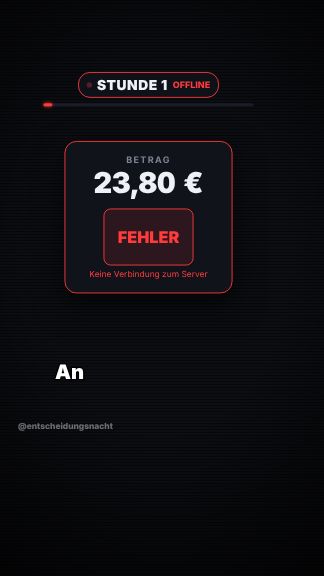 STUNDE 1 OFFLINE
BETRAG
23,80 €
FEHLER
Keine Verbindung zum Server
An
@entscheidungsnacht